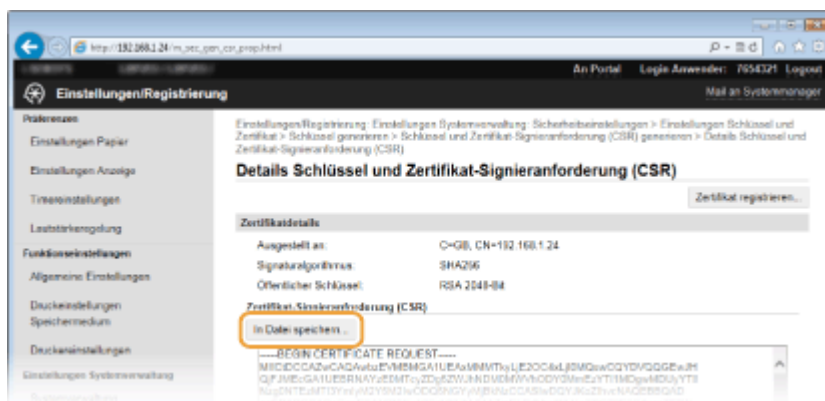 http://192.168.1.24/m_sec_gen_csr_prop.html
An Portal Login Anwender: 7654321 Logout
Einstellungen/Registrierung
Mail an Systemmanager
Präferenzen
Einstellungen Papier
Einstellungen Anzeige
Timereinstellungen
Lautstärkeregelung
Funktionseinstellungen
Allgemeine Einstellungen
Druckeinstellungen
Speichermedium
Druckereinstellungen
Einstellungen Systemverwaltung
Einstellungen/Registrierung: Einstellungen Systemverwaltung: Sicherheitseinstellungen > Einstellungen Schlüssel und
Zertifikat > Schlüssel generieren > Schlüssel und Zertifikat-Signieranforderung (CSR) generieren > Details Schlüssel und
Zertifikat-Signieranforderung (CSR)
Details Schlüssel und Zertifikat-Signieranforderung (CSR)
Zertifikat registrieren...
Zertifikatdetails
Ausgestellt an: C=GB, CN=192.168.1.24
Signaturalgorithmus: SHA256
Öffentlicher Schlüssel: RSA 2048-Bit
Zertifikat-Signieranforderung (CSR)
In Datei speichern...
-----BEGIN CERTIFICATE REQUEST-----